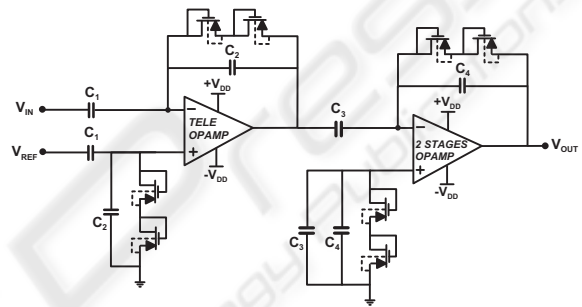 C2
+VDD
C1
VIN
TELE
OPAMP
C1
VREF
-VDD
C2
C3
C4
+VDD
2 STAGES
OPAMP
VOUT
-VDD
C3
C4